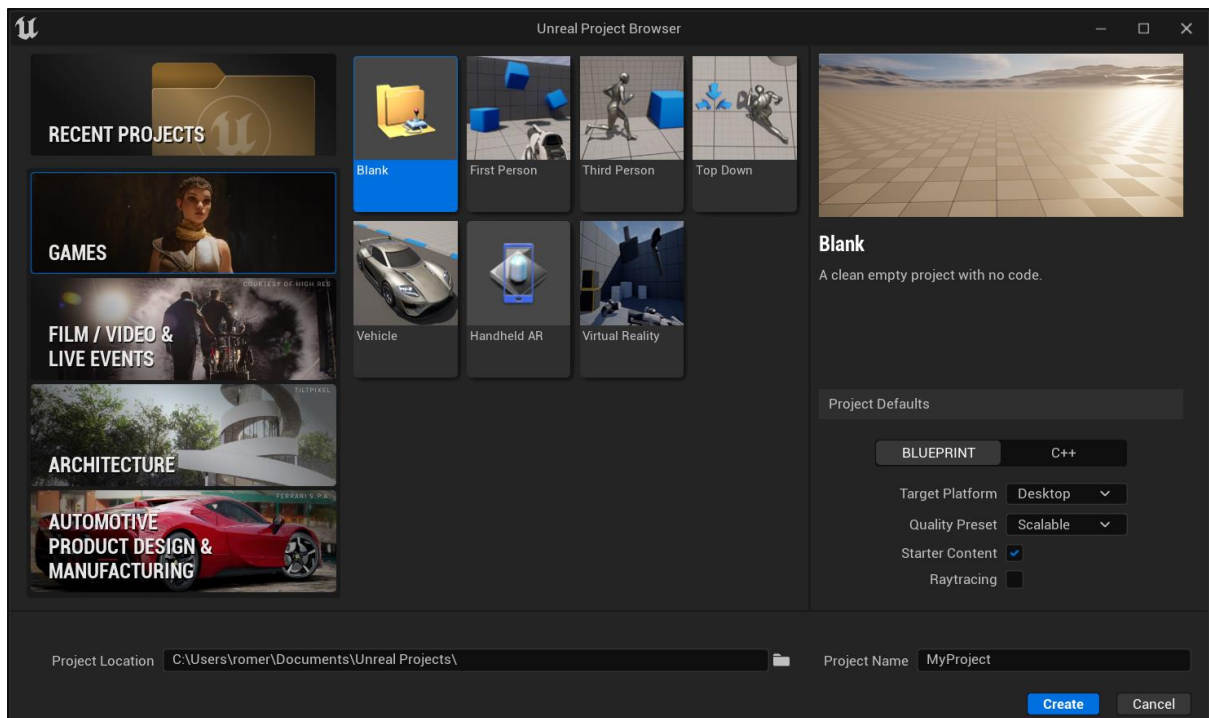 Unreal Project Browser
RECENT PROJECTS
GAMES
COURTESY OF HIGH RES
FILM / VIDEO &
LIVE EVENTS
TILTPIXEL
ARCHITECTURE
FERRARI S.P.A.
AUTOMOTIVE
PRODUCT DESIGN &
MANUFACTURING
Blank
First Person
Third Person
Top Down
Vehicle
Handheld AR
Virtual Reality
Blank
A clean empty project with no code.
Project Defaults
BLUEPRINT
C++
Target Platform
Desktop
Quality Preset
Scalable
Starter Content
Raytracing
Project Location
C:\Users\romer\Documents\Unreal Projects\
Project Name
MyProject
Create
Cancel